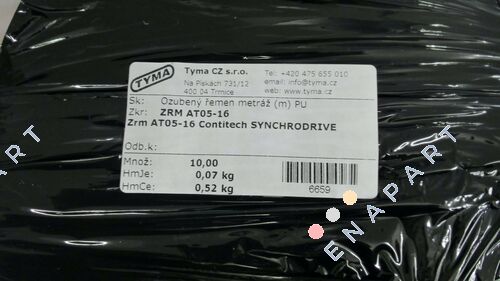 TYMA
Tyma CZ s.r.o.
Na Pískách 731/12
400 04 Trmice
Tel: +420 475 655 010
email: info@tyma.cz
web: www.tyma.cz
Sk: Ozubený řemen metráž (m) PU
Zkr: ZRM AT05-16
Zrm AT05-16 Contitech SYNCHRODRIVE
Odb.k:
Množ: 10,00
HmJe: 0,07 kg
HmCe: 0,52 kg
6659
ENAPART
ENAPART
PART